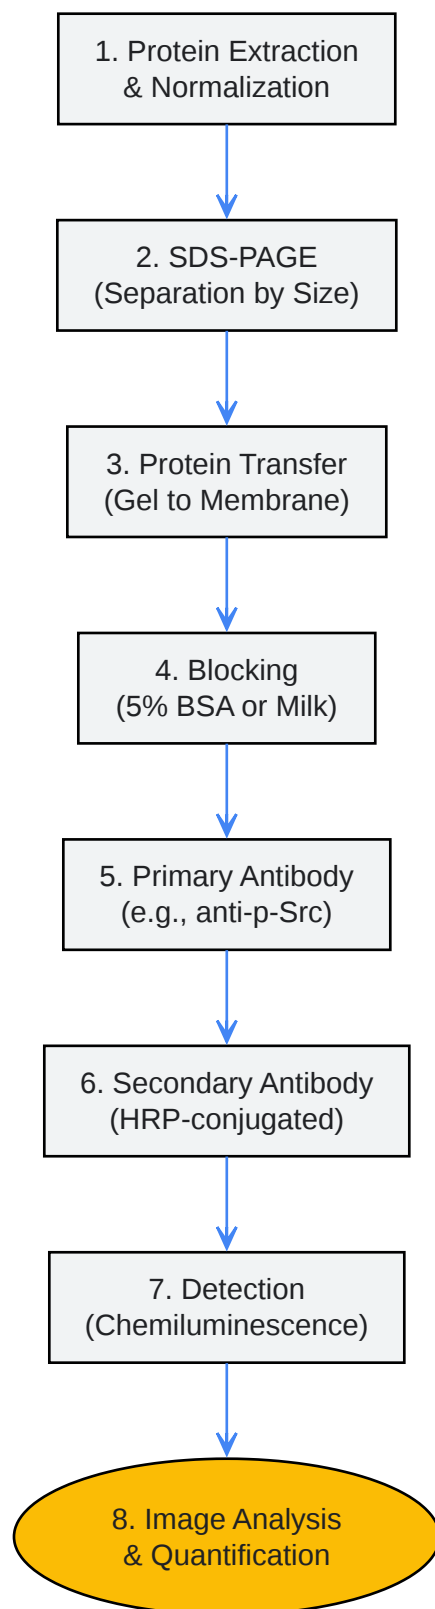 1. Protein Extraction
& Normalization
2. SDS-PAGE
(Separation by Size)
3. Protein Transfer
(Gel to Membrane)
4. Blocking
(5% BSA or Milk)
5. Primary Antibody
(e.g., anti-p-Src)
6. Secondary Antibody
(HRP-conjugated)
7. Detection
(Chemiluminescence)
8. Image Analysis
& Quantification